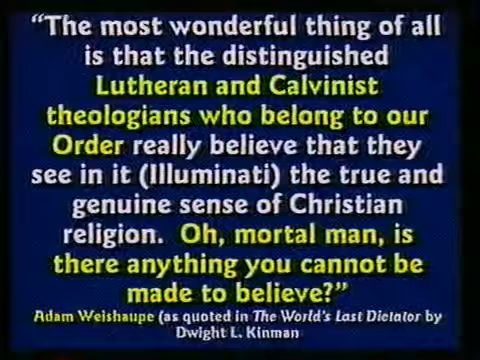 “The most wonderful thing of all
is that the distinguished
Lutheran and Calvinist
theologians who belong to our
Order really believe that they
see in it (Illuminati) the true and
genuine sense of Christian
religion.  Oh, mortal man, is
there anything you cannot be
made to believe?”
Adam Weishaupe (as quoted in The World's Last Dictator by
Dwight L. Kinman